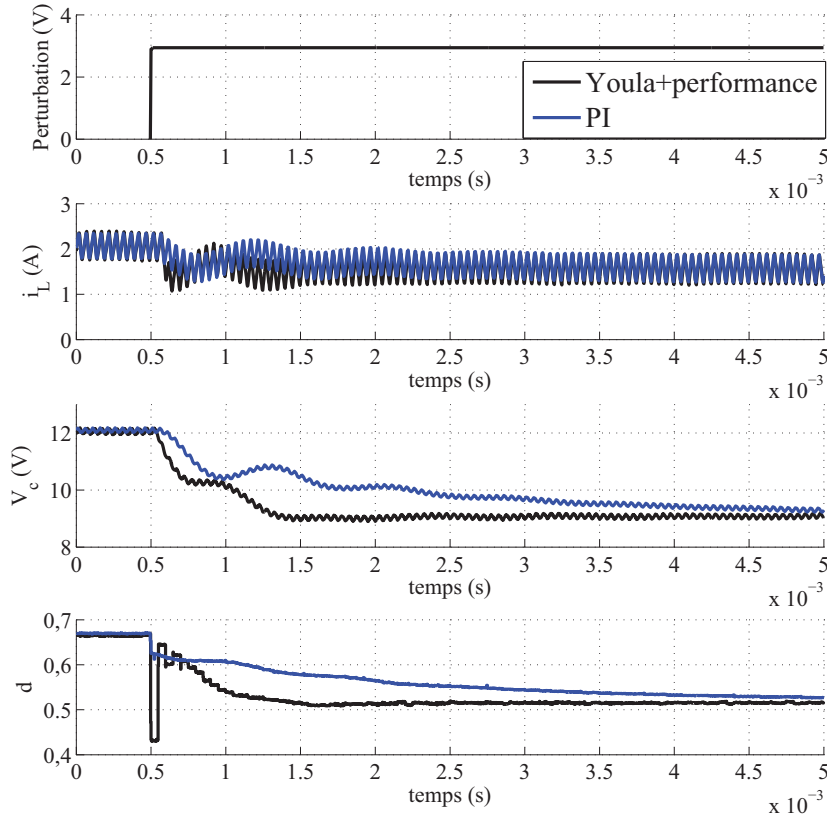 4
2
0
Perturbation (V)
0 0.5 1 1.5 2 2.5 3 3.5 4 4.5 5
temps (s)
x 10⁻³
Youla+performance
PI
3
2
1
0
i_L (A)
0 0.5 1 1.5 2 2.5 3 3.5 4 4.5 5
temps (s)
x 10⁻³
12
10
8
V_c (V)
0 0.5 1 1.5 2 2.5 3 3.5 4 4.5 5
temps (s)
x 10⁻³
0,7
0,6
0.5
0,4
d
0 0.5 1 1.5 2 2.5 3 3.5 4 4.5 5
temps (s)
x 10⁻³